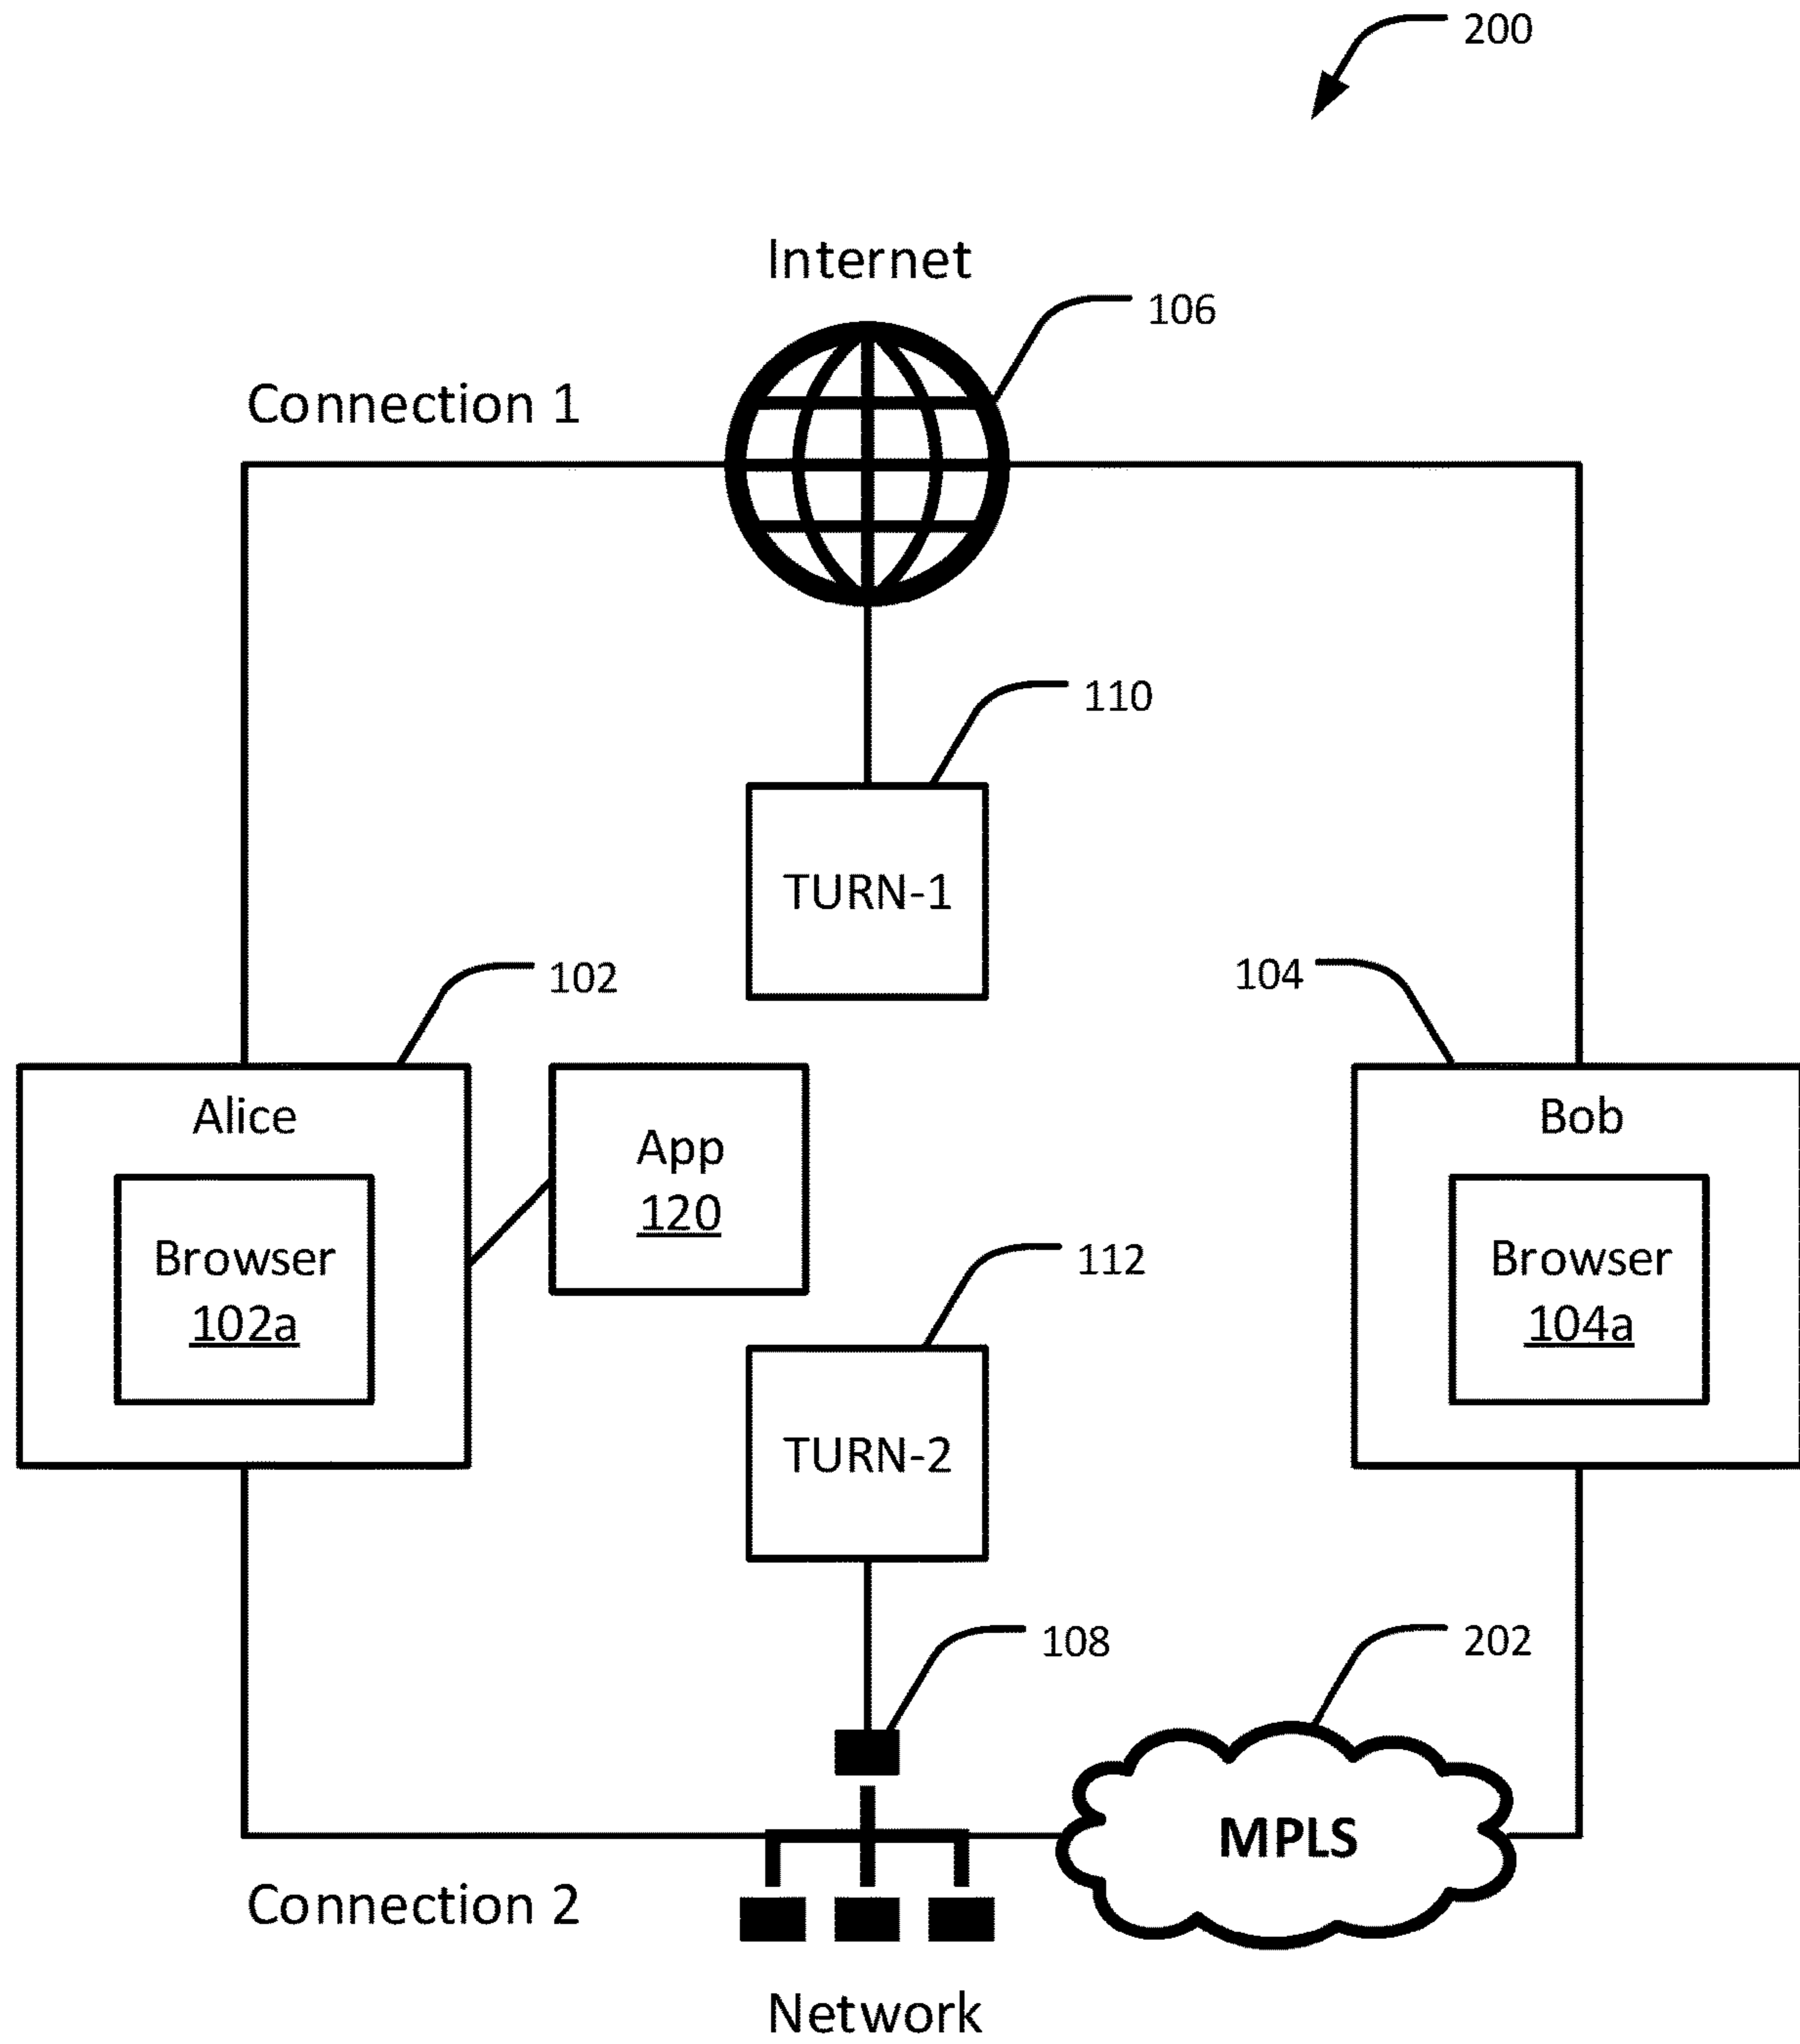 200
Internet
106
Connection 1
110
TURN-1
102
104
Alice
App
120
Bob
Browser
102a
Browser
104a
112
TURN-2
108
202
MPLS
Connection 2
Network